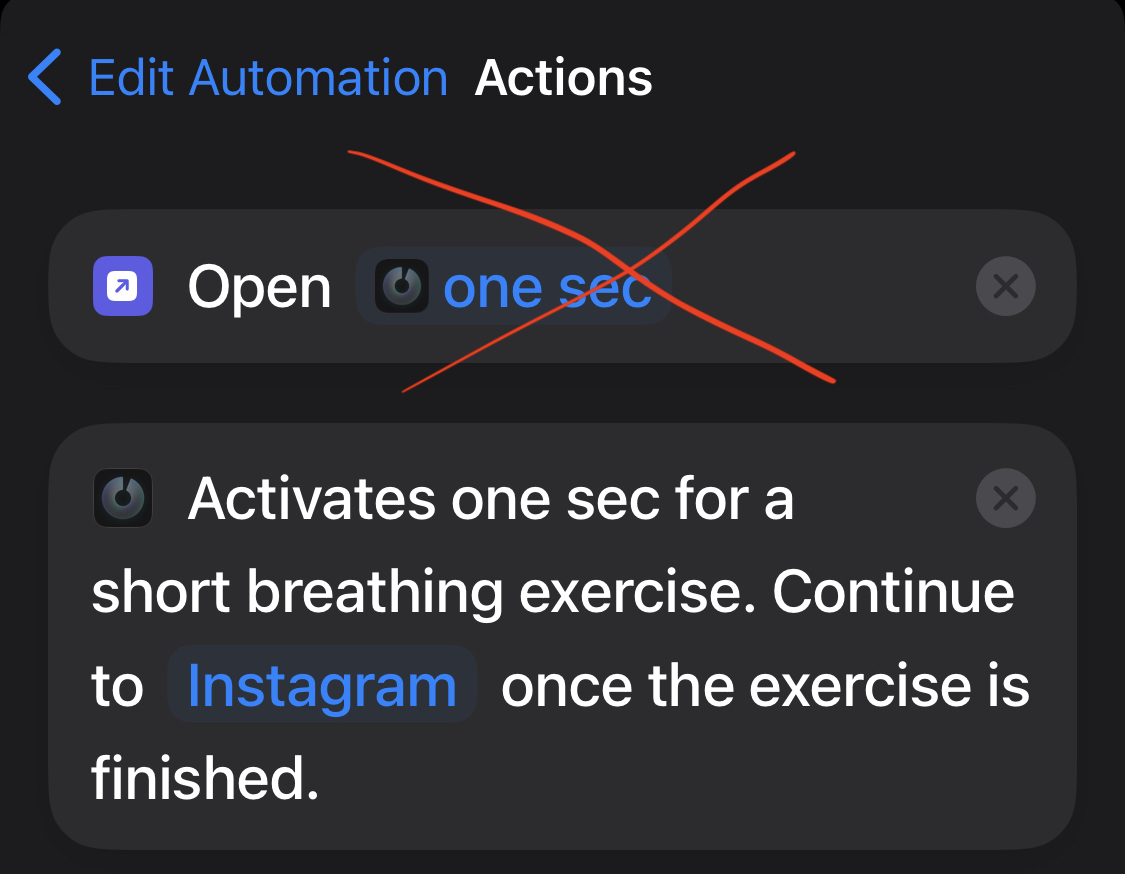 Edit Automation Actions
Open one sec
Activates one sec for a
short breathing exercise. Continue
to Instagram once the exercise is
finished.